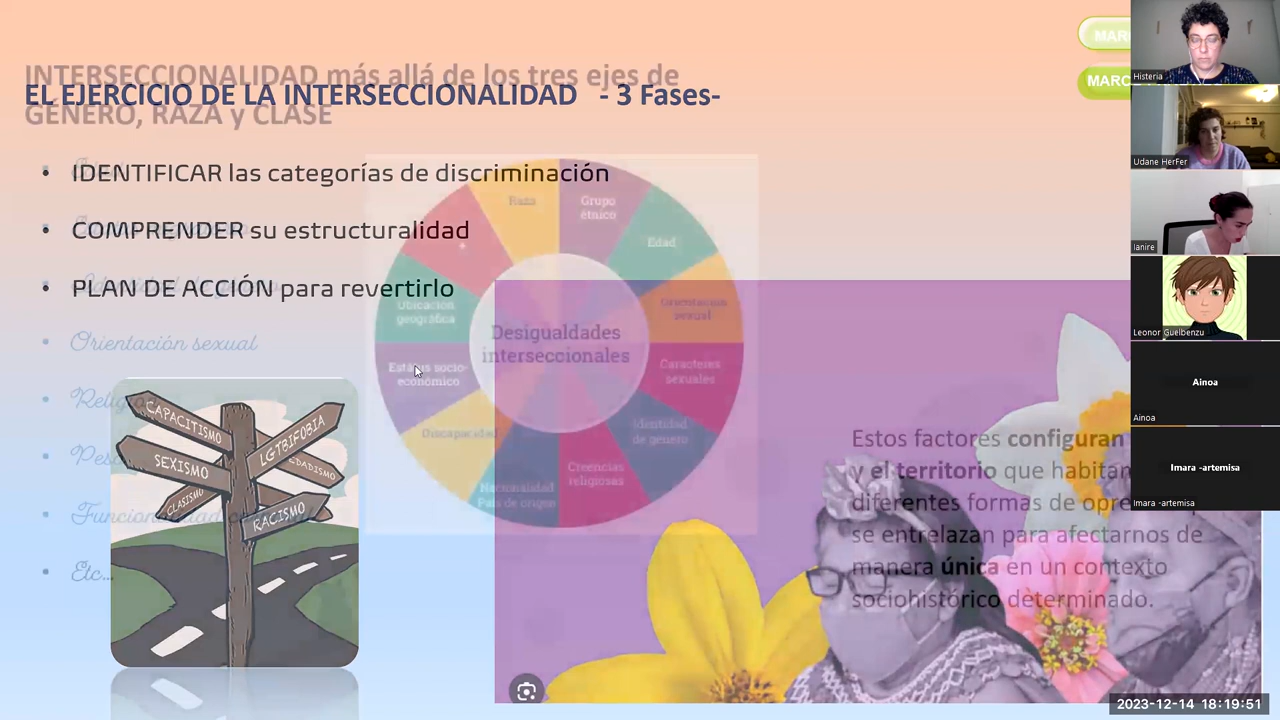 INTERSECCIONALIDAD más allá de los tres ejes de
GÉNERO, RAZA y CLASE
EL EJERCICIO DE LA INTERSECCIONALIDAD - 3 Fases-
• IDENTIFICAR las categorías de discriminación
• COMPRENDER su estructuralidad
• PLAN DE ACCIÓN para revertirlo
• Orientación sexual
• Etc...
Raza
Grupo
étnico
Edad
Orientación
sexual
Caracteres
sexuales
Identidad
de género
Creencias
religiosas
Nacionalidad
País de origen
Discapacidad
Estatus socio-
económico
Ubicación
geográfica
Desigualdades
interseccionales
CAPACITISMO
LGTBIFOBIA
SEXISMO
EDADISMO
CLASISMO
RACISMO
Estos factores configuran
y el territorio que habitan
diferentes formas de
se entrelazan para afectarnos de
manera única en un contexto
sociohistórico determinado.
Histeria
Udane HerFer
Ianire
Leonor Guelbenzu
Ainoa
Ainoa
Imara -artemisa
Imara -artemisa
2023-12-14 18:19:51